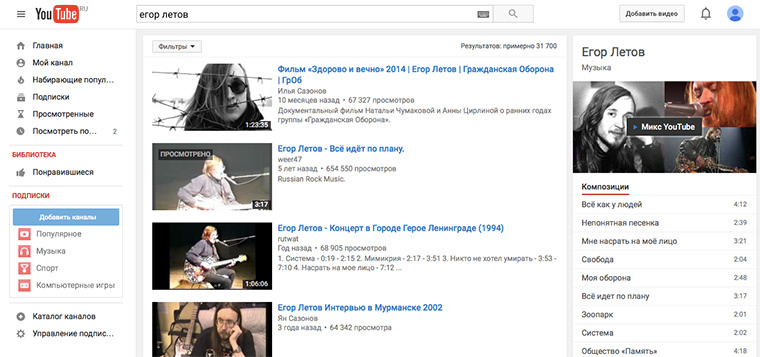 YouTube RU
егор летов
Добавить видео
Главная
Мой канал
Набирающие попул...
Подписки
Просмотренные
Посмотреть по... 2
БИБЛИОТЕКА
Понравившиеся
ПОДПИСКИ
Добавить каналы
Популярное
Музыка
Спорт
Компьютерные игры
Каталог каналов
Управление подпис...
Фильтры
Результатов: примерно 31 700
Фильм «Здорово и вечно» 2014 | Егор Летов | Гражданская Оборона
| ГрОб
Илья Сазонов
10 месяцев назад • 67 327 просмотров
Документальный фильм Натальи Чумаковой и Анны Цирлиной о ранних годах
группы «Гражданская Оборона».
1:23:35
ПРОСМОТРЕНО
3:17
Егор Летов - Всё идёт по плану.
weer47
5 лет назад • 654 550 просмотров
Russian Rock Music.
1:06:06
Егор Летов - Концерт в Городе Герое Ленинграде (1994)
rutwat
Год назад • 68 905 просмотров
1. Система - 0:19 - 2:15 2. Мимикрия - 2:17 - 3:51 3. Никто не хотел умирать - 3:53 -
7:10 4. Насрать на мое лицо - 7:12 ...
Егор Летов Интервью в Мурманске 2002
Ян Сазонов
3 года назад • 64 342 просмотра
Егор Летов
Музыка
Микс YouTube
Композиции
Всё как у людей 4:12
Непонятная песенка 2:39
Мне насрать на моё лицо 3:21
Свобода 2:04
Моя оборона 2:48
Всё идет по плану 3:17
Зоопарк 2:01
Система 2:02
Общество «Память» 1:18